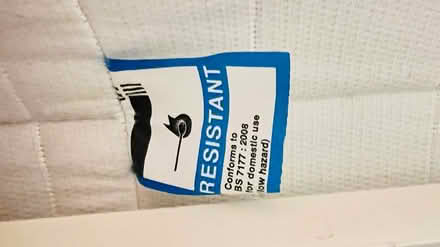 RESISTANT
Conforms to
BS 7177 : 2008
for domestic use
low hazard)